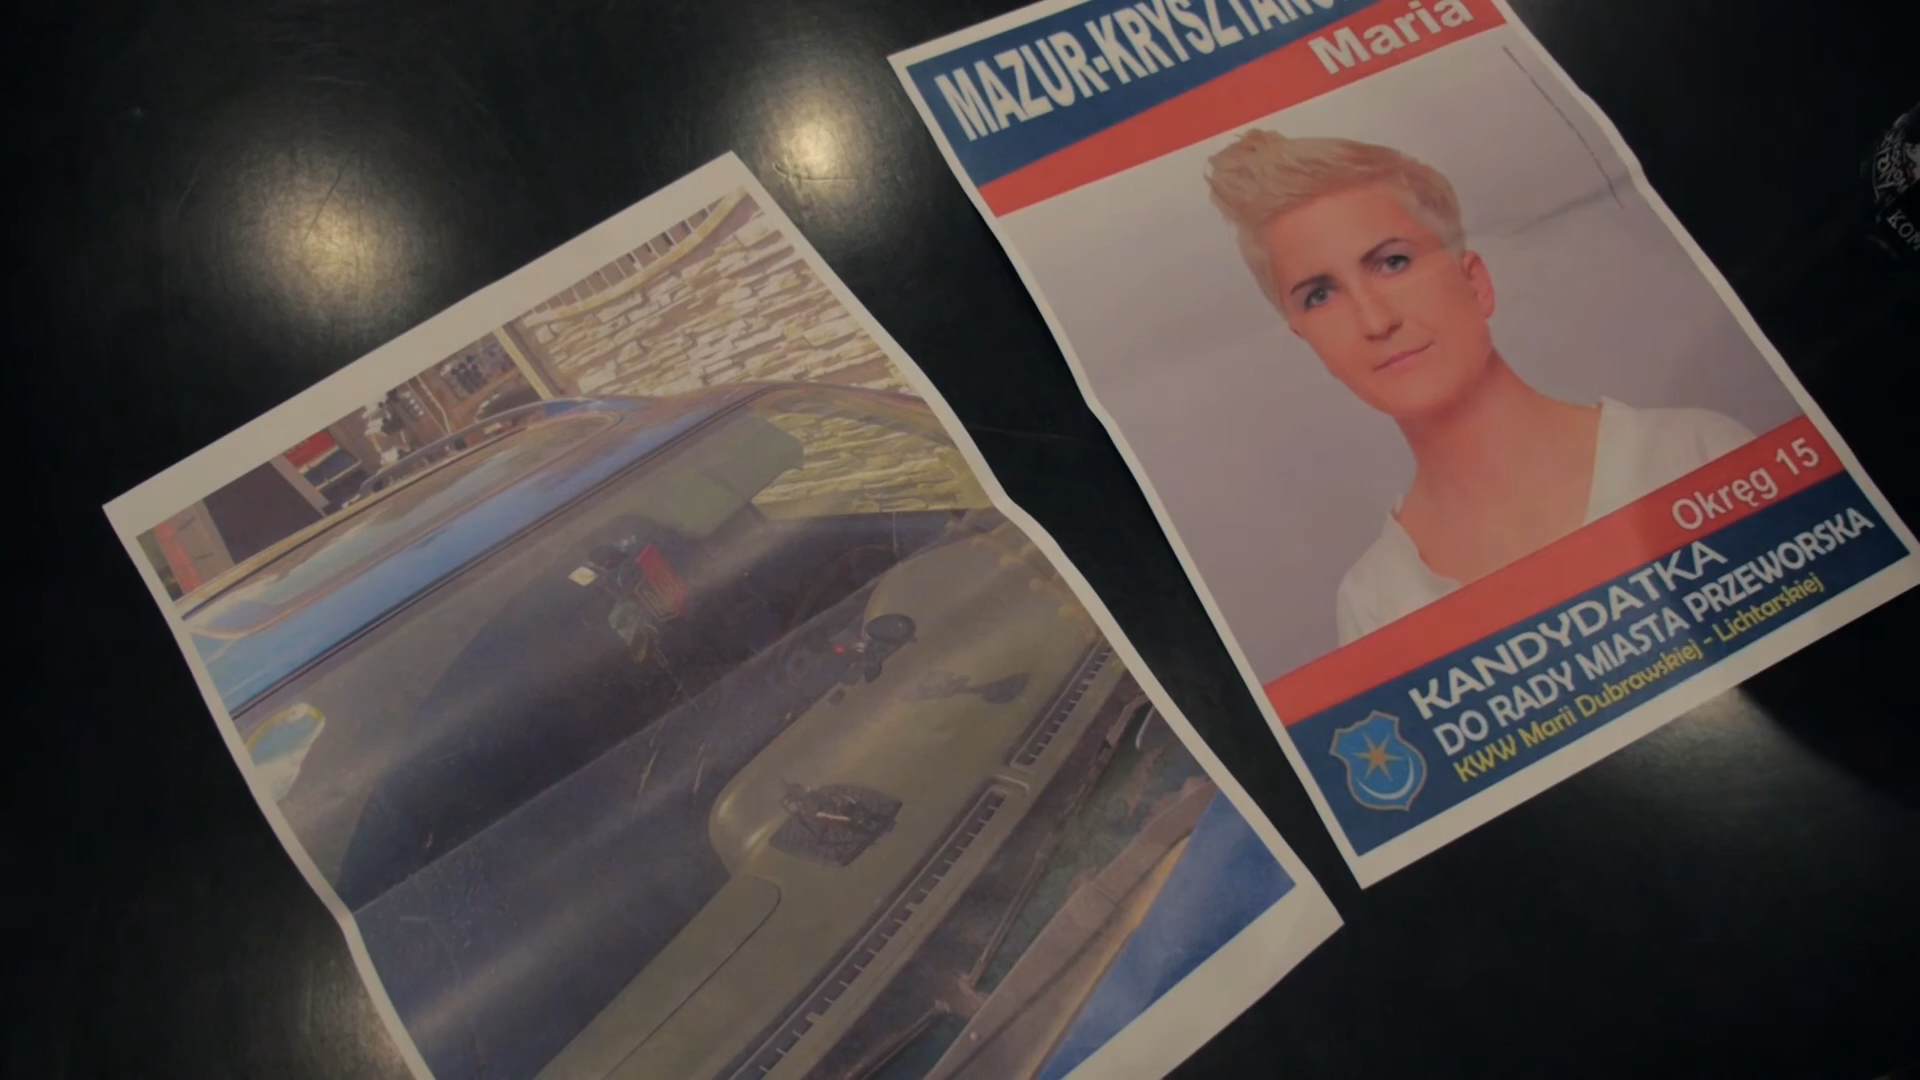 MAZUR-KRYSZTANO
Maria
Okręg 15
KANDYDATKA
DO RADY MIASTA PRZEWORSKA
KWW Marii Dubrawskiej - Lichtarskiej